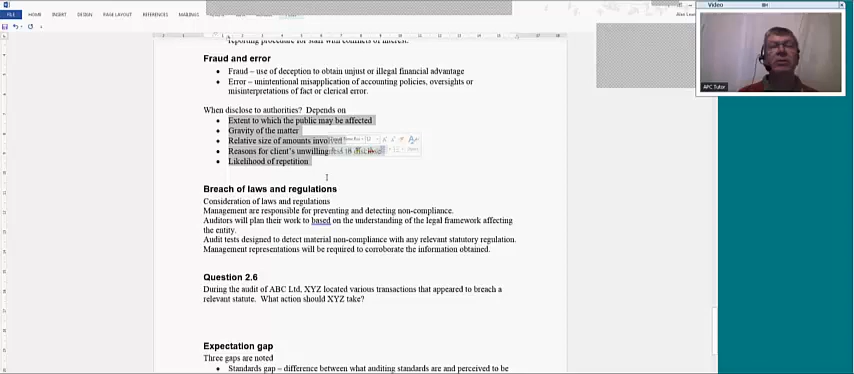 Video
FILE HOME INSERT DESIGN PAGE LAYOUT REFERENCES MAILINGS
APC Tutor
Reporting procedure for staff with conflicts of interest.
Fraud and error
• Fraud – use of deception to obtain unjust or illegal financial advantage
• Error – unintentional misapplication of accounting policies, oversights or
misinterpretations of fact or clerical error.
When disclose to authorities? Depends on
• Extent to which the public may be affected
• Gravity of the matter
• Relative size of amounts involved
• Reasons for client's unwillingness to disclose
• Likelihood of repetition
Breach of laws and regulations
Consideration of laws and regulations
Management are responsible for preventing and detecting non-compliance.
Auditors will plan their work to based on the understanding of the legal framework affecting
the entity.
Audit tests designed to detect material non-compliance with any relevant statutory regulation.
Management representations will be required to corroborate the information obtained.
Question 2.6
During the audit of ABC Ltd, XYZ located various transactions that appeared to breach a
relevant statute. What action should XYZ take?
Expectation gap
Three gaps are noted
• Standards gap – difference between what auditing standards are and perceived to be